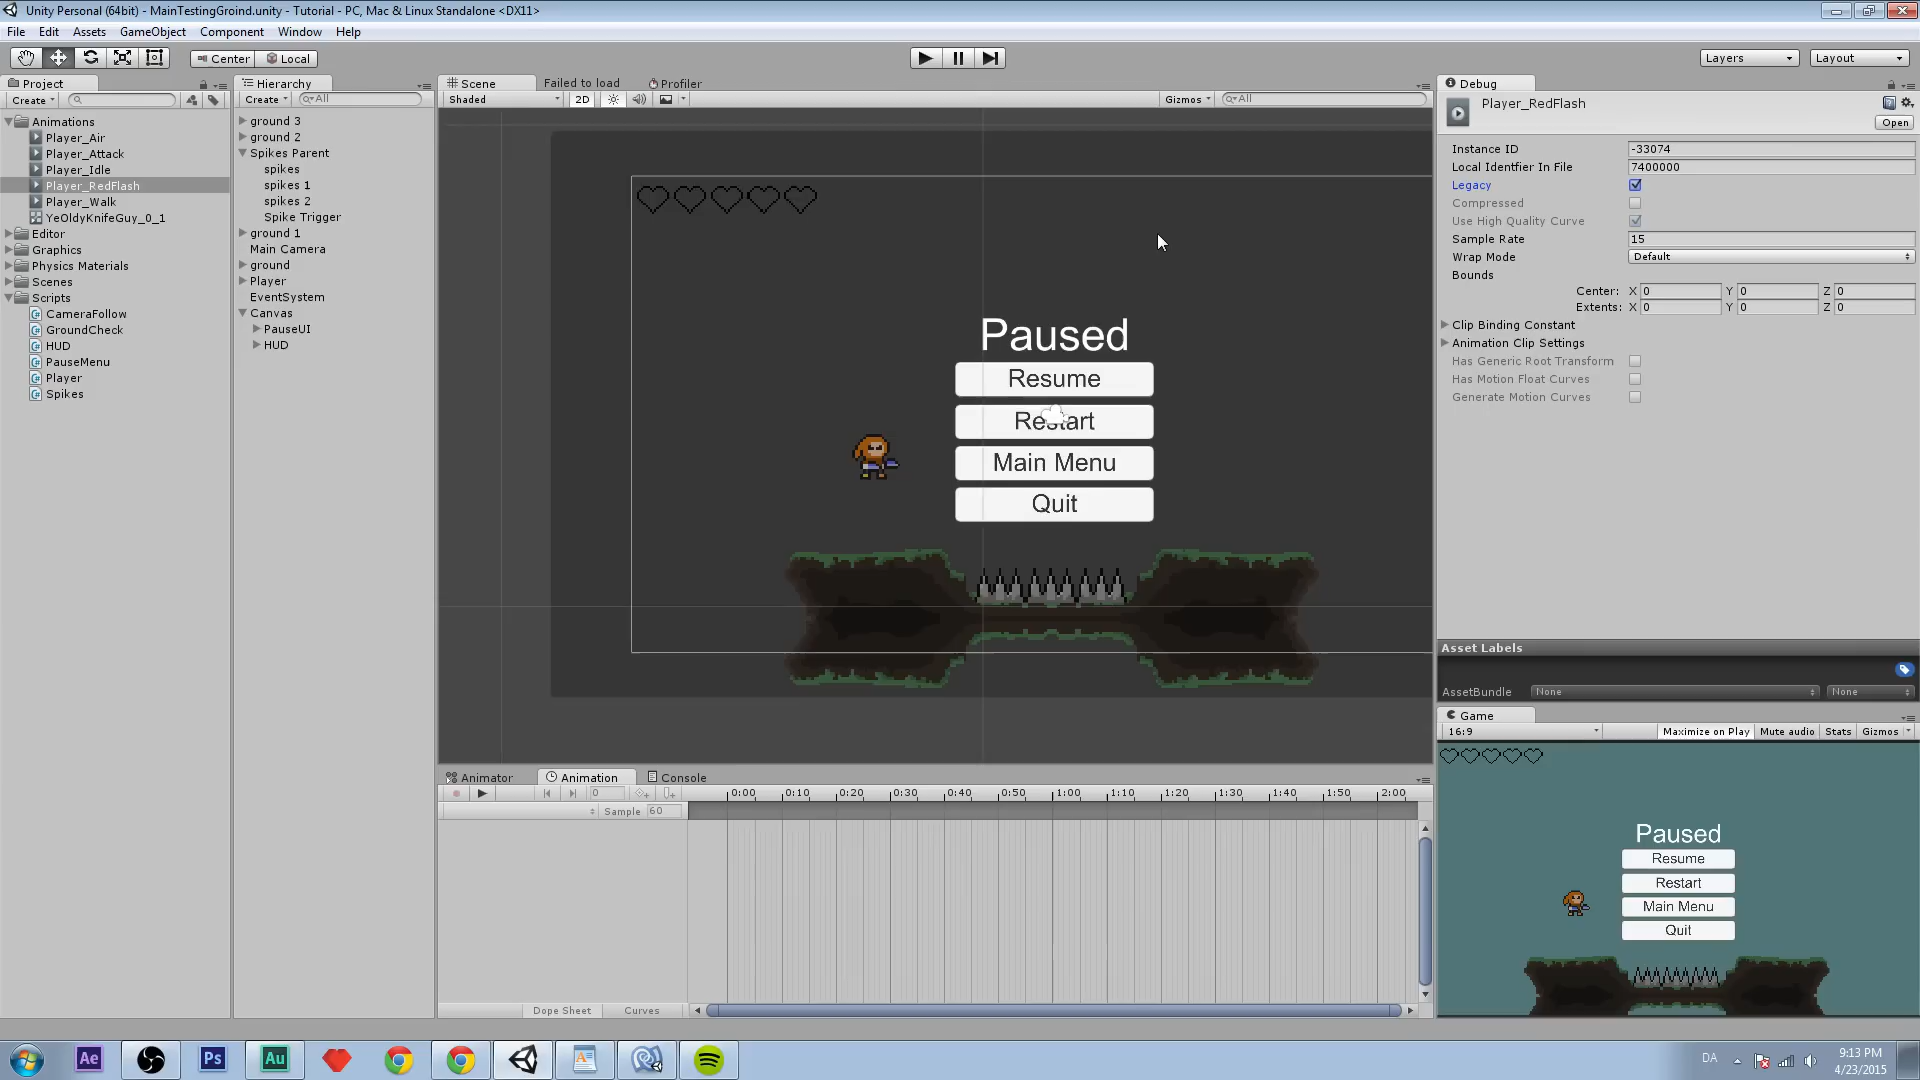 Unity Personal (64bit) - MainTestingGroind.unity - Tutorial - PC, Mac & Linux Standalone <DX11>
File Edit Assets GameObject Component Window Help
Center Local Layers Layout
Project Hierarchy Scene Failed to load Profiler Debug
Create Create All Shaded 2D Gizmos All
Player_RedFlash
Open
Animations
Player_Air
Player_Attack
Player_Idle
Player_RedFlash
Player_Walk
YeOldyKnifeGuy_0_1
Editor
Graphics
Physics Materials
Scenes
Scripts
CameraFollow
GroundCheck
HUD
PauseMenu
Player
Spikes
ground 3
ground 2
Spikes Parent
spikes
spikes 1
spikes 2
Spike Trigger
ground 1
Main Camera
ground
Player
EventSystem
Canvas
PauseUI
HUD
Paused
Resume
Restart
Main Menu
Quit
Instance ID -33074
Local Identfier In File 7400000
Legacy
Compressed
Use High Quality Curve
Sample Rate 15
Wrap Mode Default
Bounds
Center: X 0 Y 0 Z 0
Extents: X 0 Y 0 Z 0
Clip Binding Constant
Animation Clip Settings
Has Generic Root Transform
Has Motion Float Curves
Generate Motion Curves
Asset Labels
AssetBundle None None
Game
16:9 Maximize on Play Mute audio Stats Gizmos
Paused
Resume
Restart
Main Menu
Quit
Animator Animation Console
0 0:00 0:10 0:20 0:30 0:40 0:50 1:00 1:10 1:20 1:30 1:40 1:50 2:00
Sample 60
Dope Sheet Curves
Ae Ps Au
DA
9:13 PM
4/23/2015